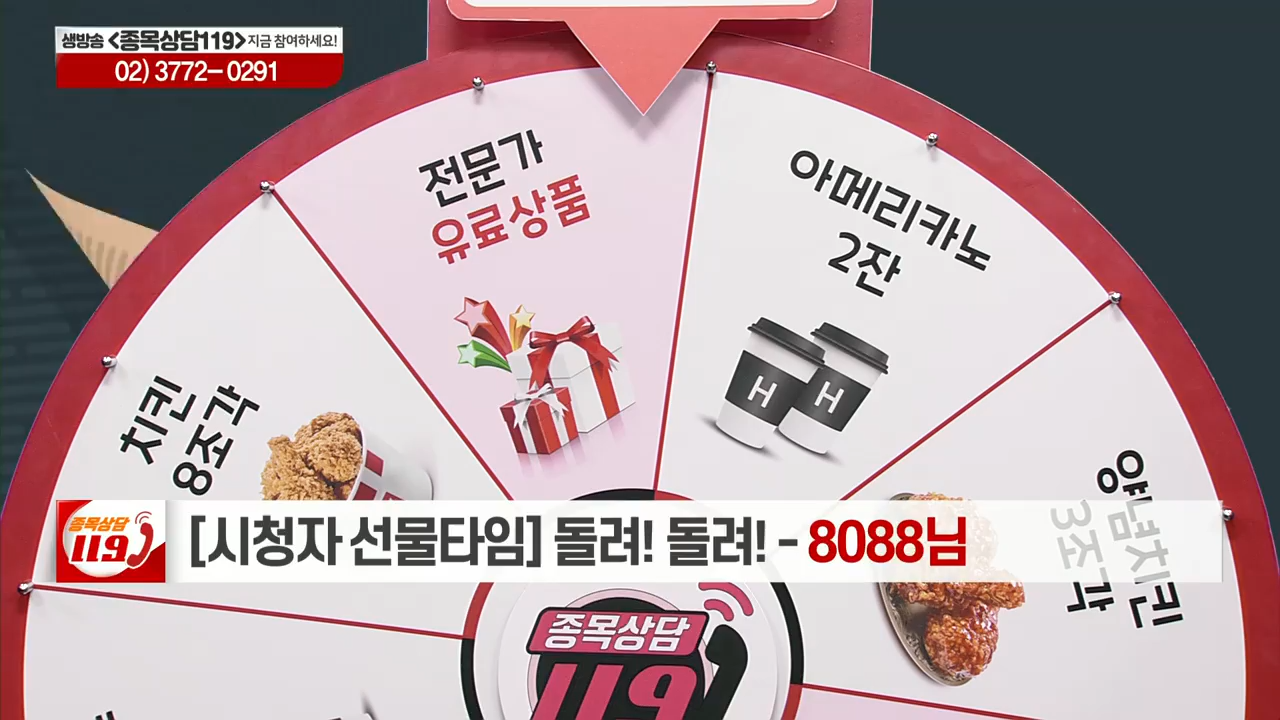 생방송 <종목상담119> 지금 참여하세요!
02) 3772-0291
전문가
유료상품
아메리카노
2잔
H
H
치킨
8조각
양념치킨
3조각
종목상담
119
[시청자 선물타임] 돌려! 돌려! - 8088님
종목상담
119